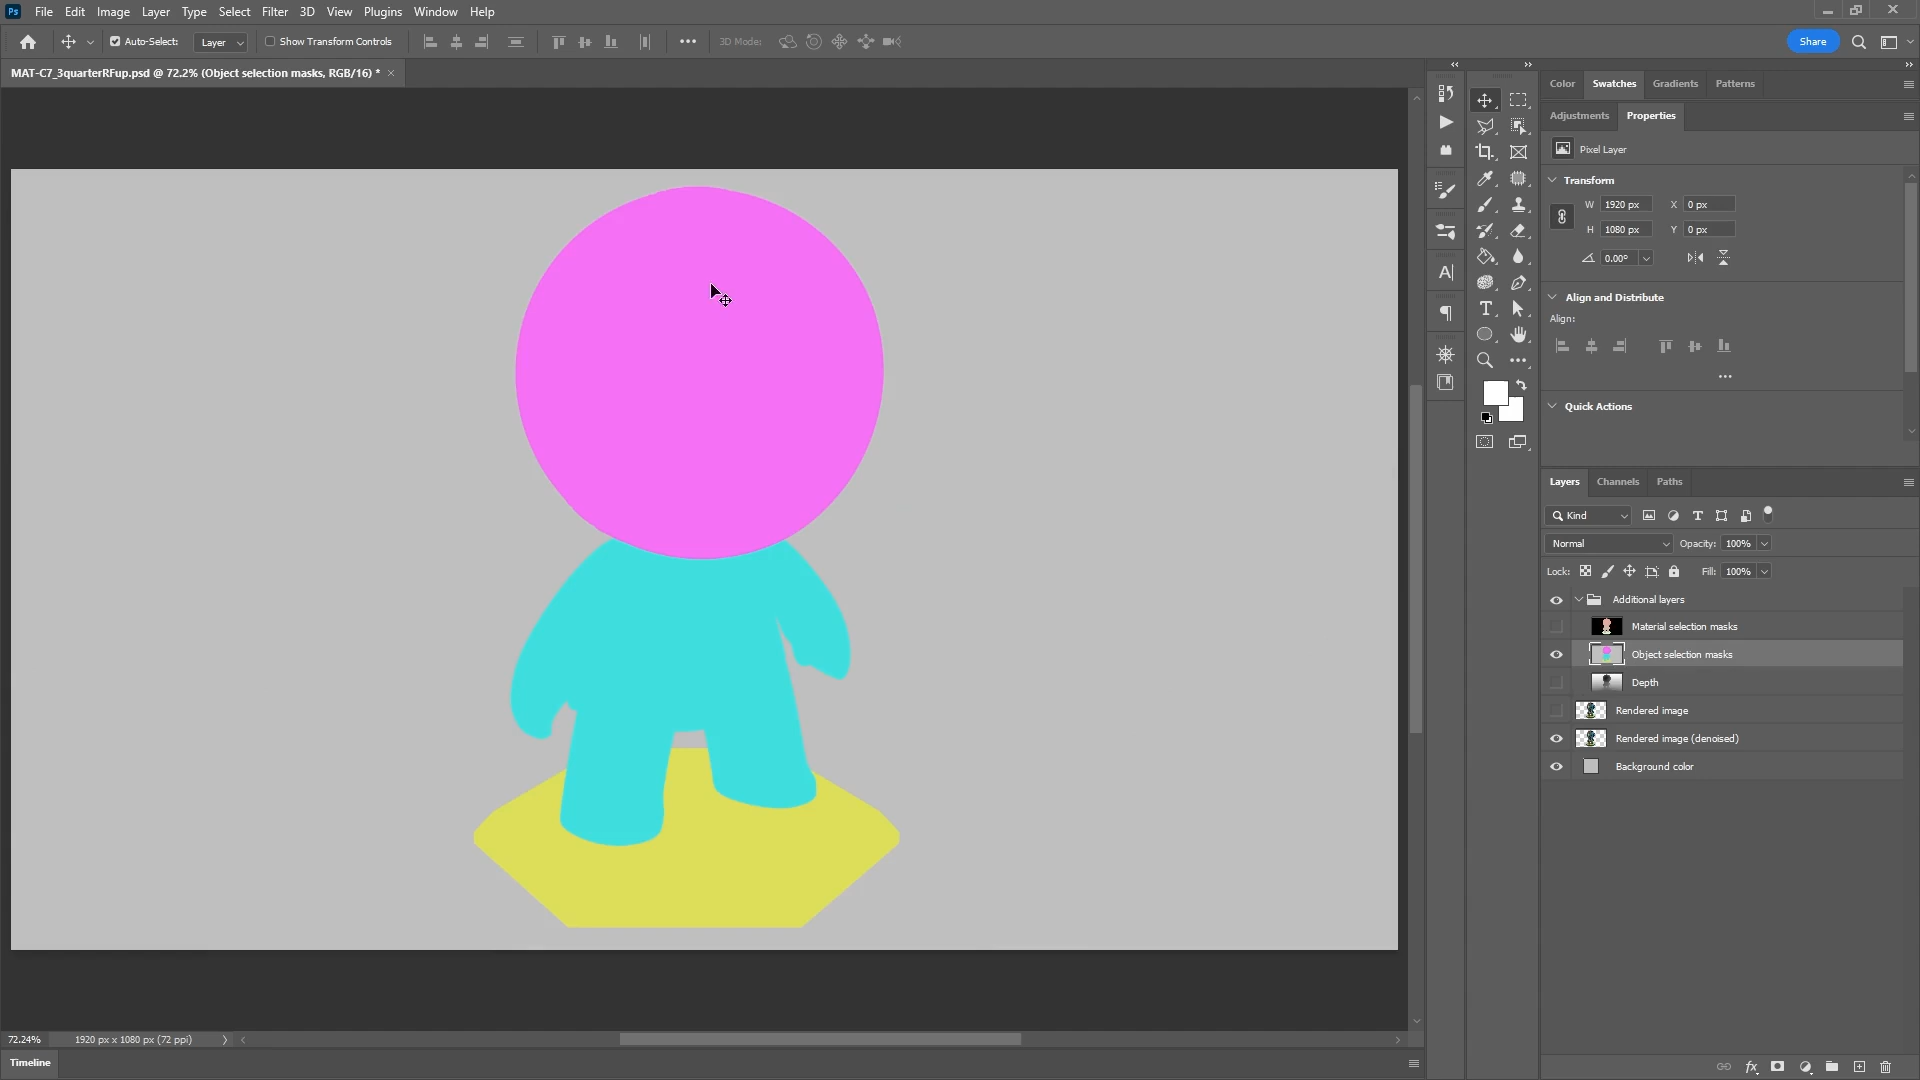 Ps File Edit Image Layer Type Select Filter 3D View Plugins Window Help
Auto-Select: Layer Show Transform Controls 3D Mode: Share
MAT-C7_3quarterRFup.psd @ 72.2% (Object selection masks, RGB/16) *
Color Swatches Gradients Patterns
Adjustments Properties
Pixel Layer
Transform
W 1920 px X 0 px
H 1080 px Y 0 px
0.00°
Align and Distribute
Align:
Quick Actions
Layers Channels Paths
Kind
Normal Opacity: 100%
Lock: Fill: 100%
Additional layers
Material selection masks
Object selection masks
Depth
Rendered image
Rendered image (denoised)
Background color
72.24% 1920 px x 1080 px (72 ppi)
Timeline